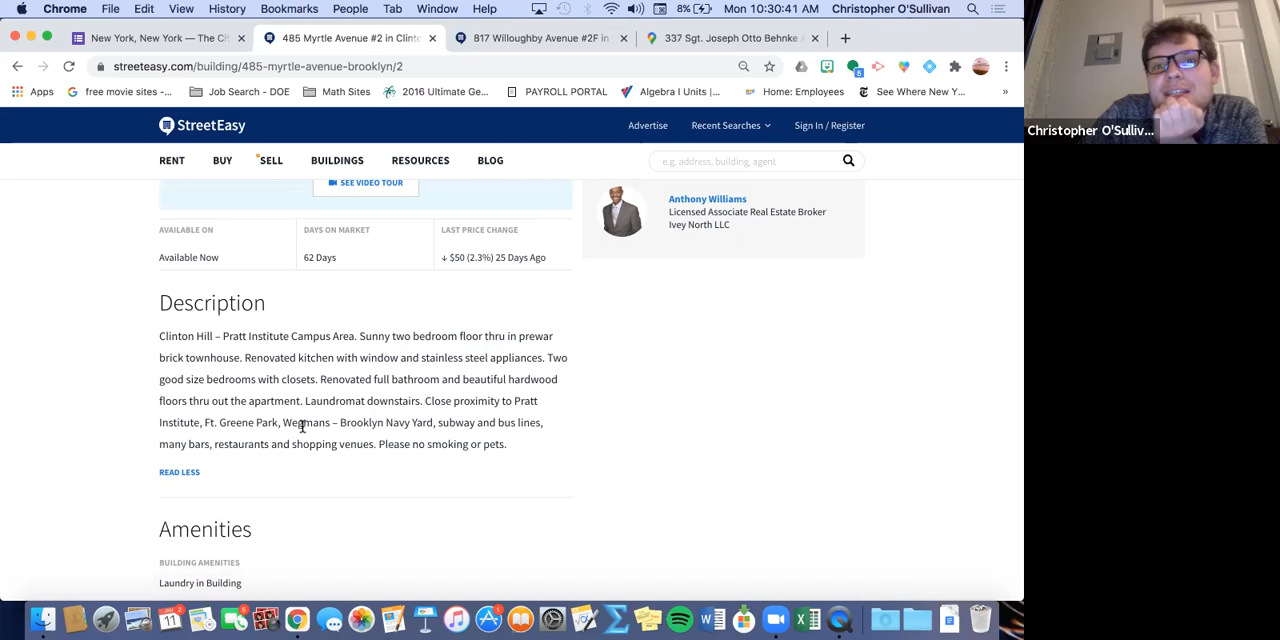 Chrome File Edit View History Bookmarks People Tab Window Help 8% Mon 10:30:41 AM Christopher O'Sullivan
New York, New York — The Ci
485 Myrtle Avenue #2 in Clinto
817 Willoughby Avenue #2F in
337 Sgt. Joseph Otto Behnke A
streeteasy.com/building/485-myrtle-avenue-brooklyn/2
8
Apps free movie sites -... Job Search - DOE Math Sites 2016 Ultimate Ge... PAYROLL PORTAL Algebra I Units |... Home: Employees See Where New Y... »
StreetEasy Advertise Recent Searches Sign In / Register
RENT BUY SELL BUILDINGS RESOURCES BLOG e.g. address, building, agent
SEE VIDEO TOUR
Anthony Williams
Licensed Associate Real Estate Broker
Ivey North LLC
AVAILABLE ON DAYS ON MARKET LAST PRICE CHANGE
Available Now 62 Days ↓ $50 (2.3%) 25 Days Ago
Description
Clinton Hill – Pratt Institute Campus Area. Sunny two bedroom floor thru in prewar
brick townhouse. Renovated kitchen with window and stainless steel appliances. Two
good size bedrooms with closets. Renovated full bathroom and beautiful hardwood
floors thru out the apartment. Laundromat downstairs. Close proximity to Pratt
Institute, Ft. Greene Park, Wegmans – Brooklyn Navy Yard, subway and bus lines,
many bars, restaurants and shopping venues. Please no smoking or pets.
READ LESS
Amenities
BUILDING AMENITIES
Laundry in Building
Christopher O'Sulliv...